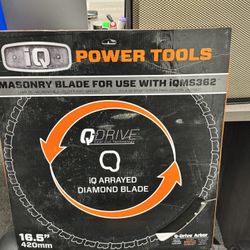 iQ POWER TOOLS
MASONRY BLADE FOR USE WITH iQMS362
Q DRIVE
iQ ARRAYED
DIAMOND BLADE
16.5"
420mm
Q-Drive Arbor